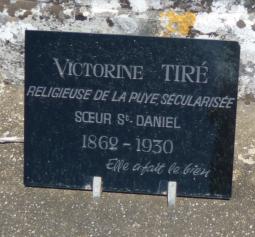 VICTORINE TIRÉ
RELIGIEUSE DE LA PUYE, SÉCULARISÉE
SŒUR St. DANIEL
1862 - 1930
Elle a fait le bien